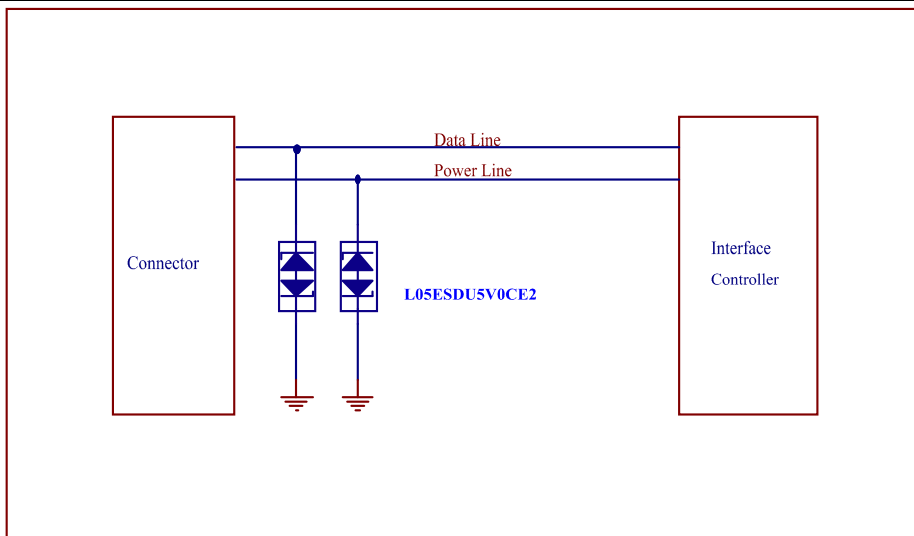 Data Line
Power Line
Connector
Interface
Controller
L05ESDU5V0CE2